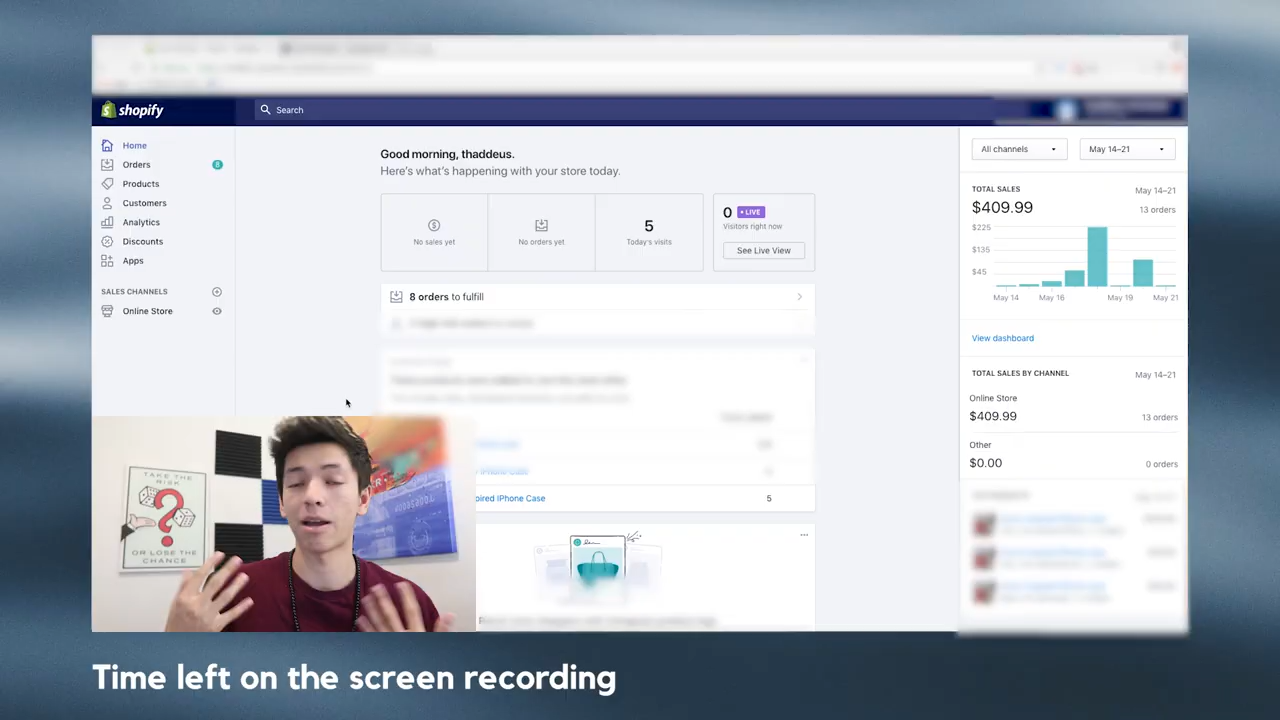 shopify
Search
Home
Orders
8
Products
Customers
Analytics
Discounts
Apps
SALES CHANNELS
Online Store
Good morning, thaddeus.
Here's what's happening with your store today.
No sales yet
No orders yet
5
Today's visits
0 • LIVE
Visitors right now
See Live View
8 orders to fulfill
iPhone Case
pired IPhone Case
5
All channels
May 14–21
TOTAL SALES
May 14–21
$409.99
13 orders
$225
$135
$45
May 14
May 16
May 19
May 21
View dashboard
TOTAL SALES BY CHANNEL
May 14–21
Online Store
$409.99
13 orders
Other
$0.00
0 orders
TAKE THE
RISK
OR LOSE THE
CHANCE
Time left on the screen recording